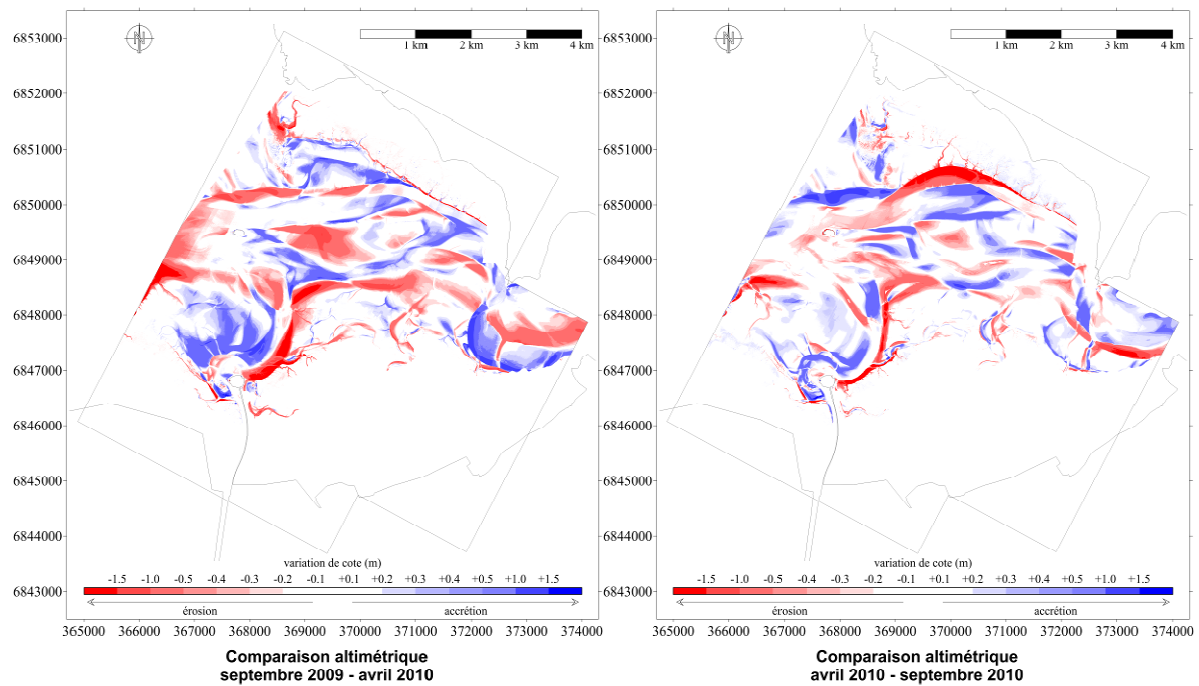 6853000
6852000
6851000
6850000
6849000
6848000
6847000
6846000
6845000
6844000
6843000
N
1 km 2 km 3 km 4 km
variation de cote (m)
-1.5 -1.0 -0.5 -0.4 -0.3 -0.2 -0.1 +0.1 +0.2 +0.4 +0.5 +1.0 +1.5
érosion accrétion
365000 366000 367000 368000 369000 370000 371000 372000 373000 374000
Comparaison altimétrique
septembre 2009 - avril 2010
6853000
6852000
6851000
6850000
6849000
6848000
6847000
6846000
6845000
6844000
6843000
N
1 km 2 km 3 km 4 km
variation de cote (m)
-1.5 -1.0 -0.5 -0.4 -0.3 -0.2 -0.1 +0.1 +0.2 +0.3 +0.4 +0.5 +1.0 +1.5
érosion accrétion
365000 366000 367000 368000 369000 370000 371000 372000 373000 374000
Comparaison altimétrique
avril 2010 - septembre 2010